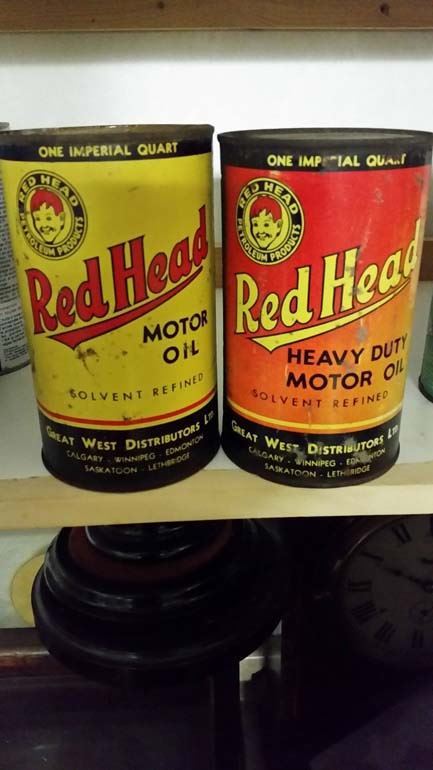 ONE IMPERIAL QUART
RED HEAD
PETROLEUM PRODUCTS
Red Head
MOTOR
OIL
SOLVENT REFINED
GREAT WEST DISTRIBUTORS LTD.
CALGARY - WINNIPEG - EDMONTON
SASKATOON - LETHBRIDGE
ONE IMPERIAL QUART
RED HEAD
PETROLEUM PRODUCTS
Red Head
HEAVY DUTY
MOTOR OIL
SOLVENT REFINED
GREAT WEST DISTRIBUTORS LTD.
CALGARY - WINNIPEG - EDMONTON
SASKATOON - LETHBRIDGE